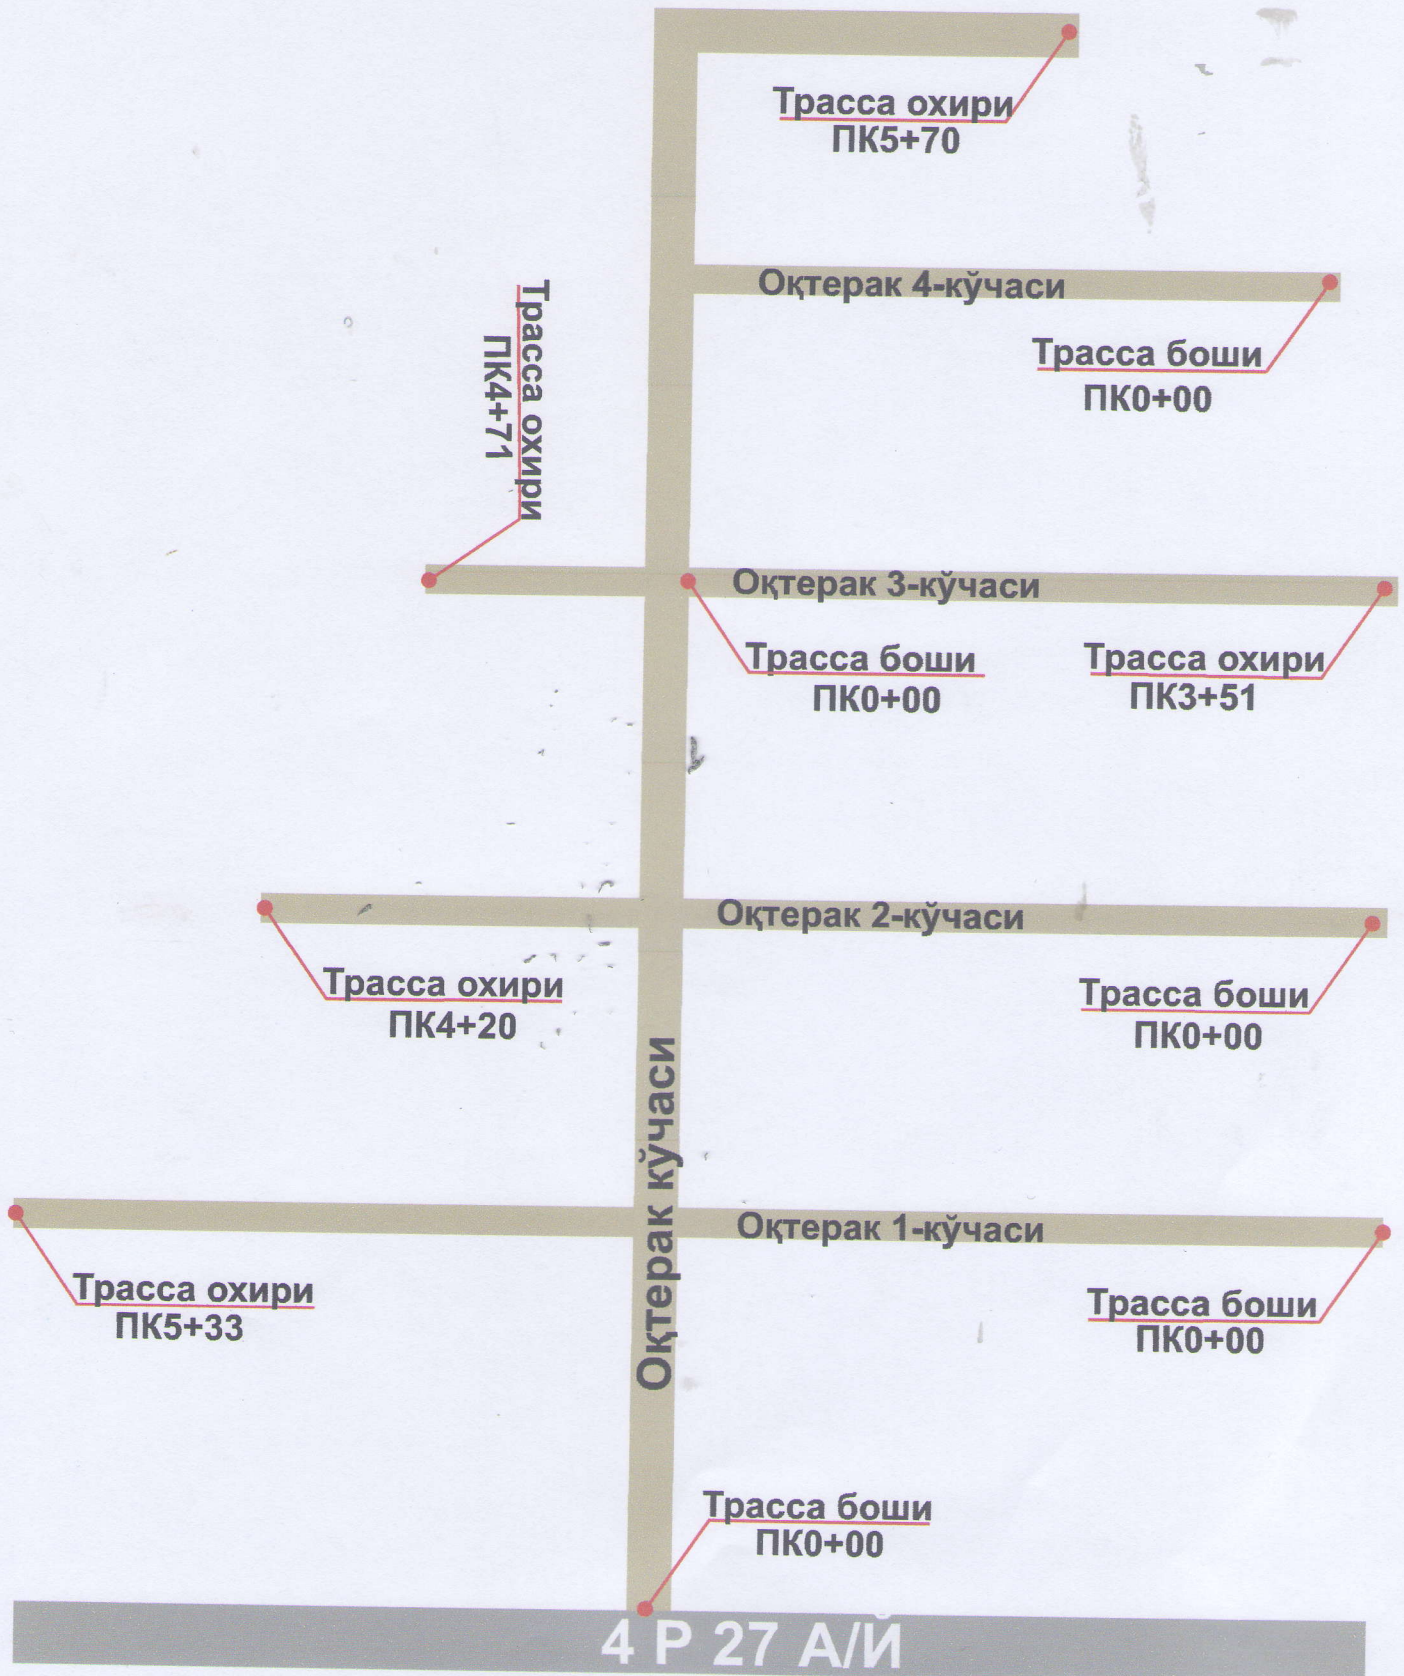 Трасса охири
ПК5+70
Оқтерак 4-кўчаси
Трасса боши
ПК0+00
Трасса охири
ПК4+71
Оқтерак 3-кўчаси
Трасса боши
ПК0+00
Трасса охири
ПК3+51
Оқтерак 2-кўчаси
Трасса охири
ПК4+20
Трасса боши
ПК0+00
Оқтерак кўчаси
Оқтерак 1-кўчаси
Трасса охири
ПК5+33
Трасса боши
ПК0+00
Трасса боши
ПК0+00
4 Р 27 А/Й